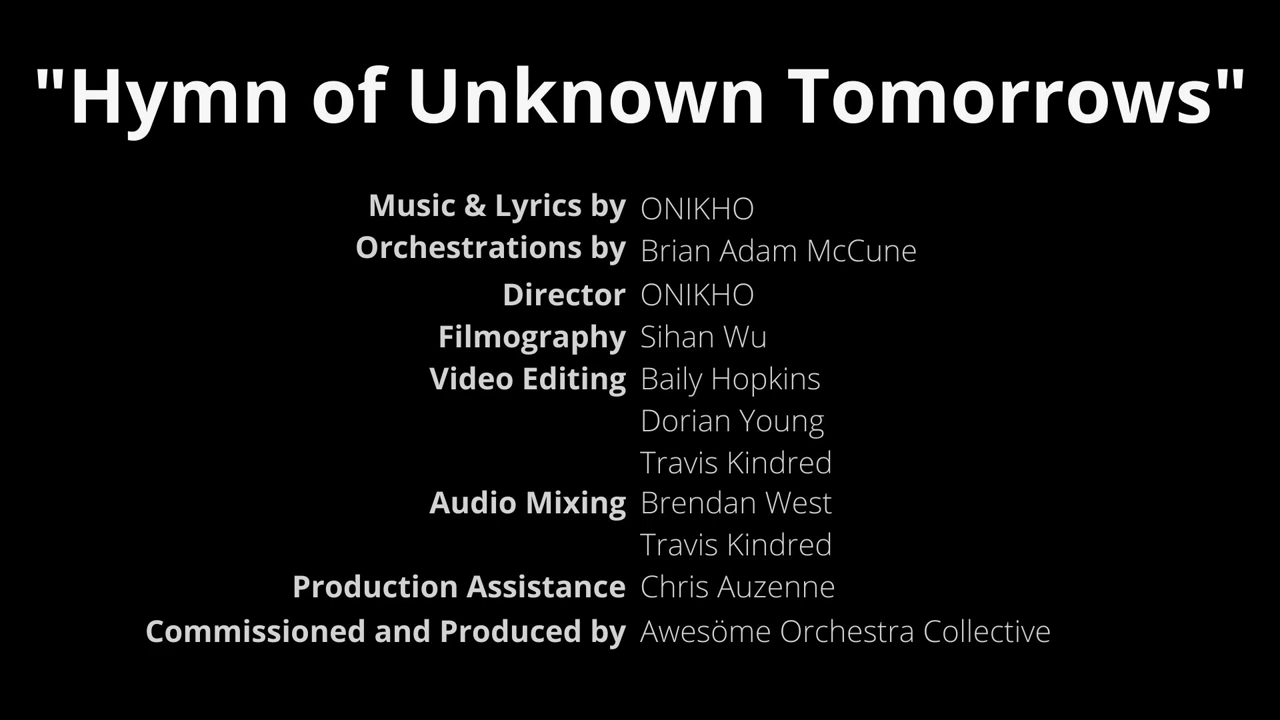 "Hymn of Unknown Tomorrows"
Music & Lyrics by ONIKHO
Orchestrations by Brian Adam McCune
Director ONIKHO
Filmography Sihan Wu
Video Editing Baily Hopkins
Dorian Young
Travis Kindred
Audio Mixing Brendan West
Travis Kindred
Production Assistance Chris Auzenne
Commissioned and Produced by Awesöme Orchestra Collective